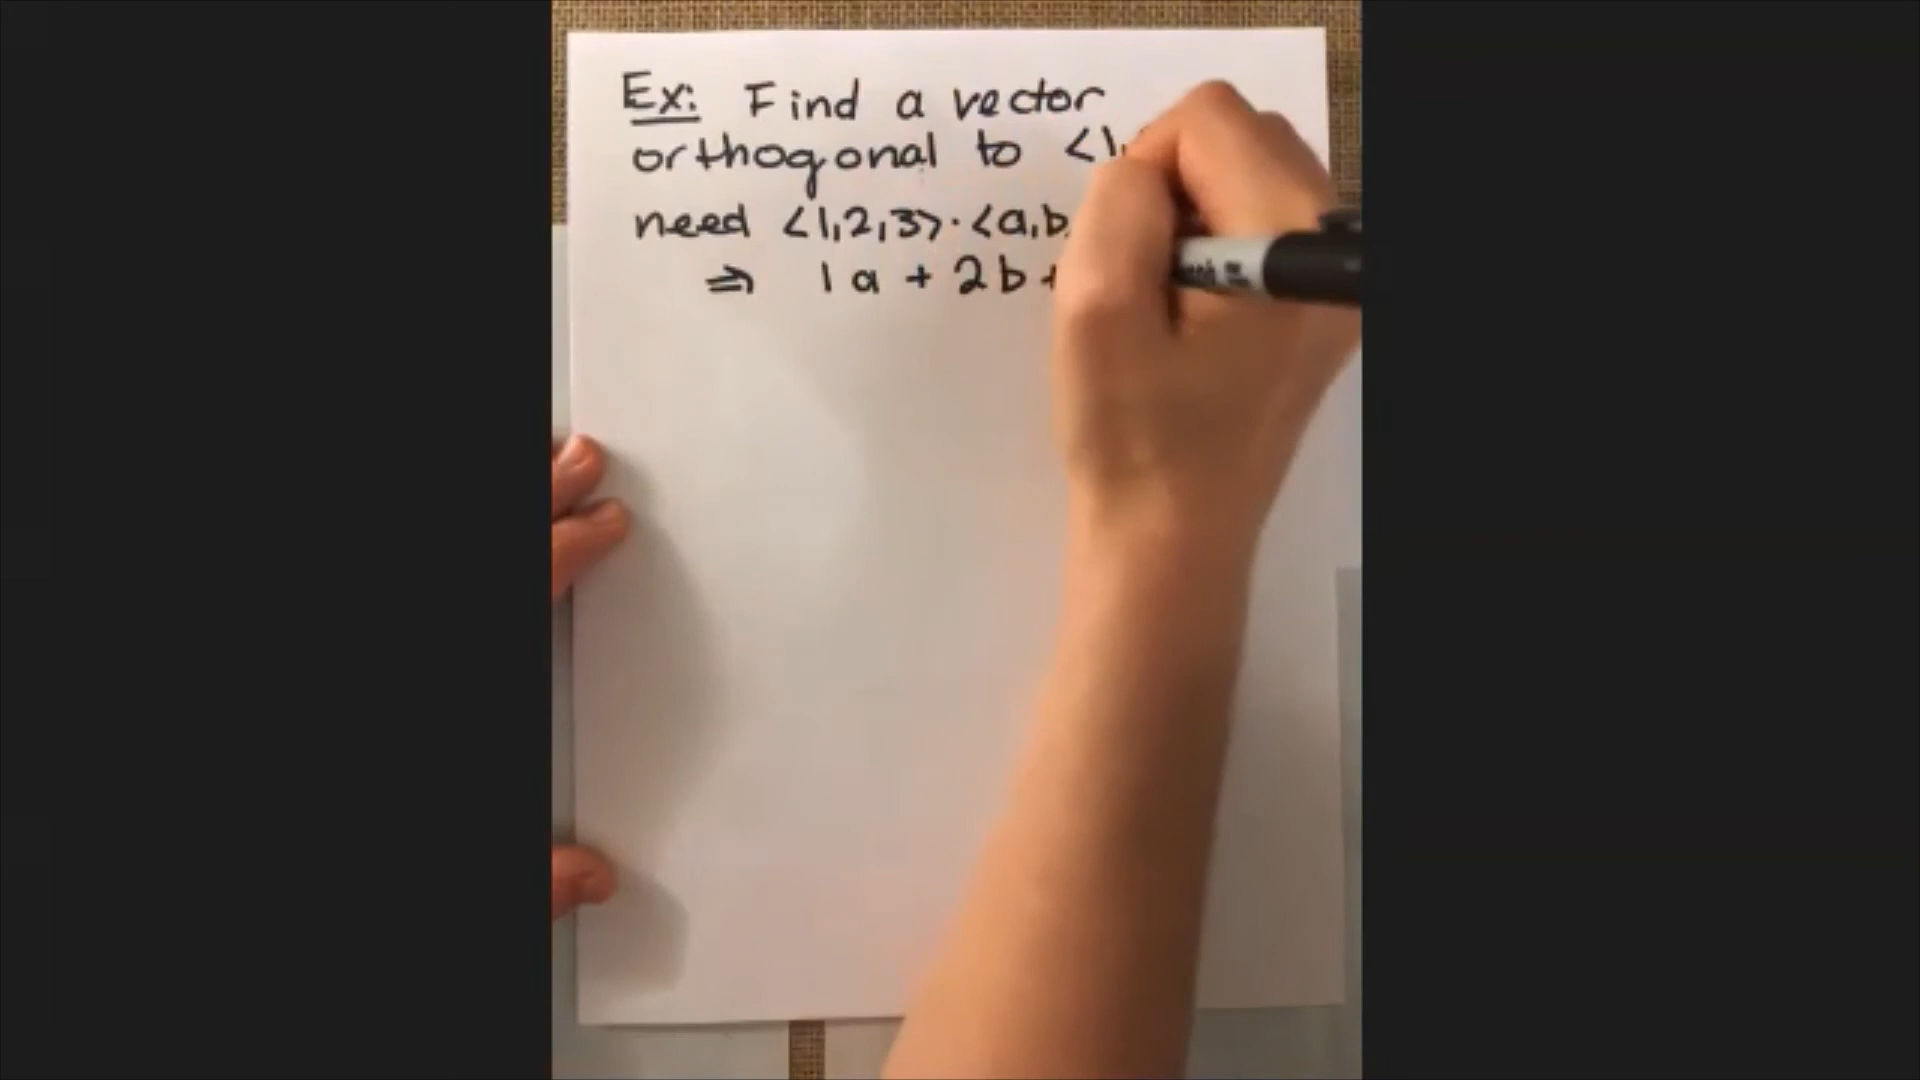 Ex: Find a vector
orthogonal to <1,
need <1,2,3>·<a,b
⇒ 1a + 2b +